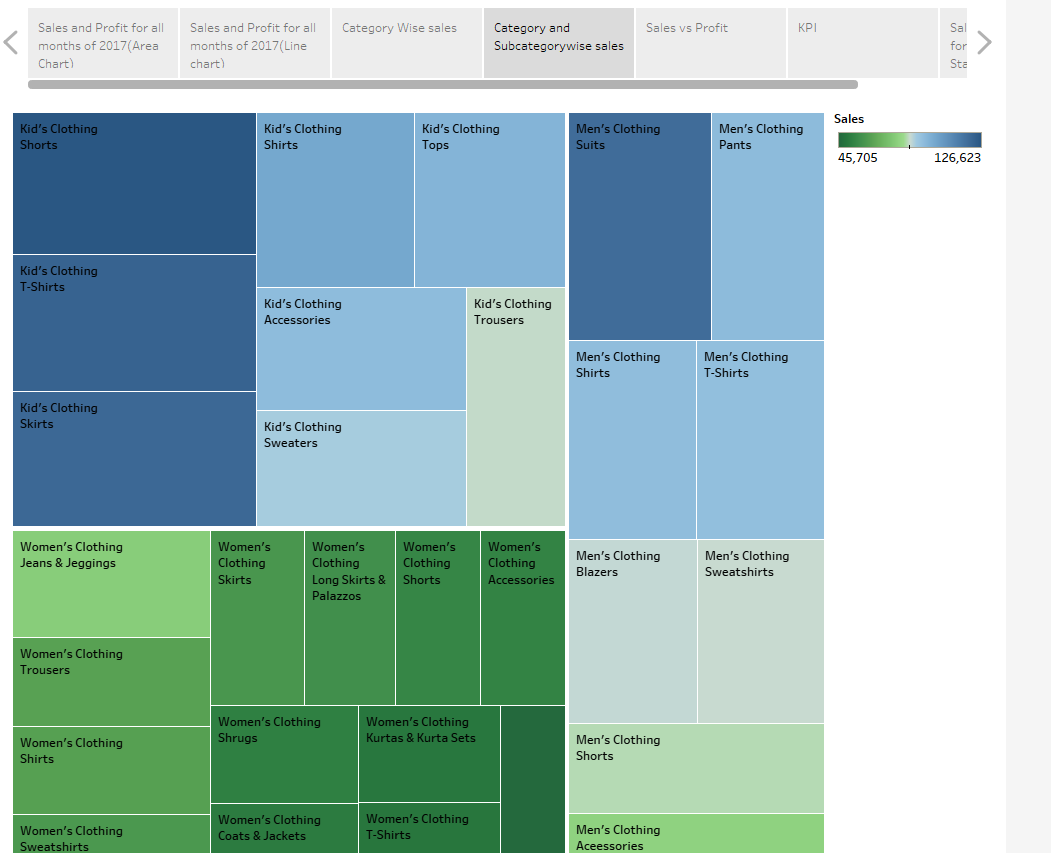 Sales and Profit for all
months of 2017(Area
Chart)
Sales and Profit for all
months of 2017(Line
chart)
Category Wise sales
Category and
Subcategorywise sales
Sales vs Profit
KPI
Sal
for
Sta
Kid's Clothing
Shorts
Kid's Clothing
Shirts
Kid's Clothing
Tops
Men's Clothing
Suits
Men's Clothing
Pants
Sales
45,705
126,623
Kid's Clothing
T-Shirts
Kid's Clothing
Accessories
Kid's Clothing
Trousers
Men's Clothing
Shirts
Men's Clothing
T-Shirts
Kid's Clothing
Skirts
Kid's Clothing
Sweaters
Women's Clothing
Jeans & Jeggings
Women's
Clothing
Skirts
Women's
Clothing
Long Skirts &
Palazzos
Women's
Clothing
Shorts
Women's
Clothing
Accessories
Men's Clothing
Blazers
Men's Clothing
Sweatshirts
Women's Clothing
Trousers
Women's Clothing
Shirts
Women's Clothing
Shrugs
Women's Clothing
Kurtas & Kurta Sets
Men's Clothing
Shorts
Women's Clothing
Sweatshirts
Women's Clothing
Coats & Jackets
Women's Clothing
T-Shirts
Men's Clothing
Aceessories